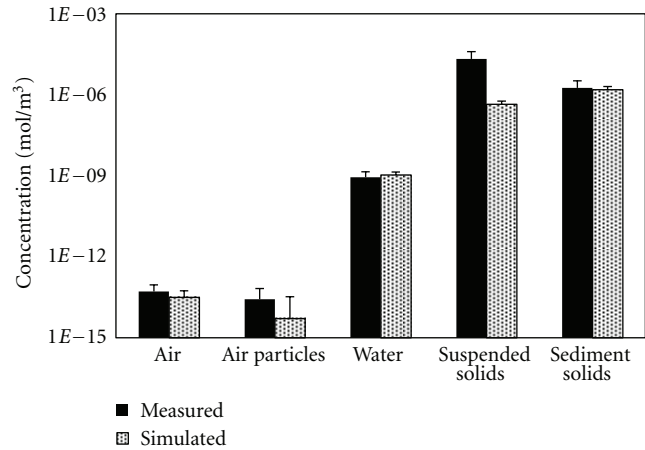 Concentration (mol/m³)
1E−03
1E−06
1E−09
1E−12
1E−15
Air
Air particles
Water
Suspended
solids
Sediment
solids
Measured
Simulated